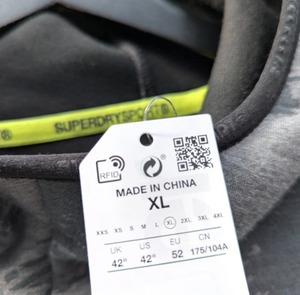 SUPERDRYSPORT®
®
RFID
MADE IN CHINA
XL
XXS XS S M L XL 2XL 3XL 4XL
UK US EU CN
42" 42" 52 175/104A